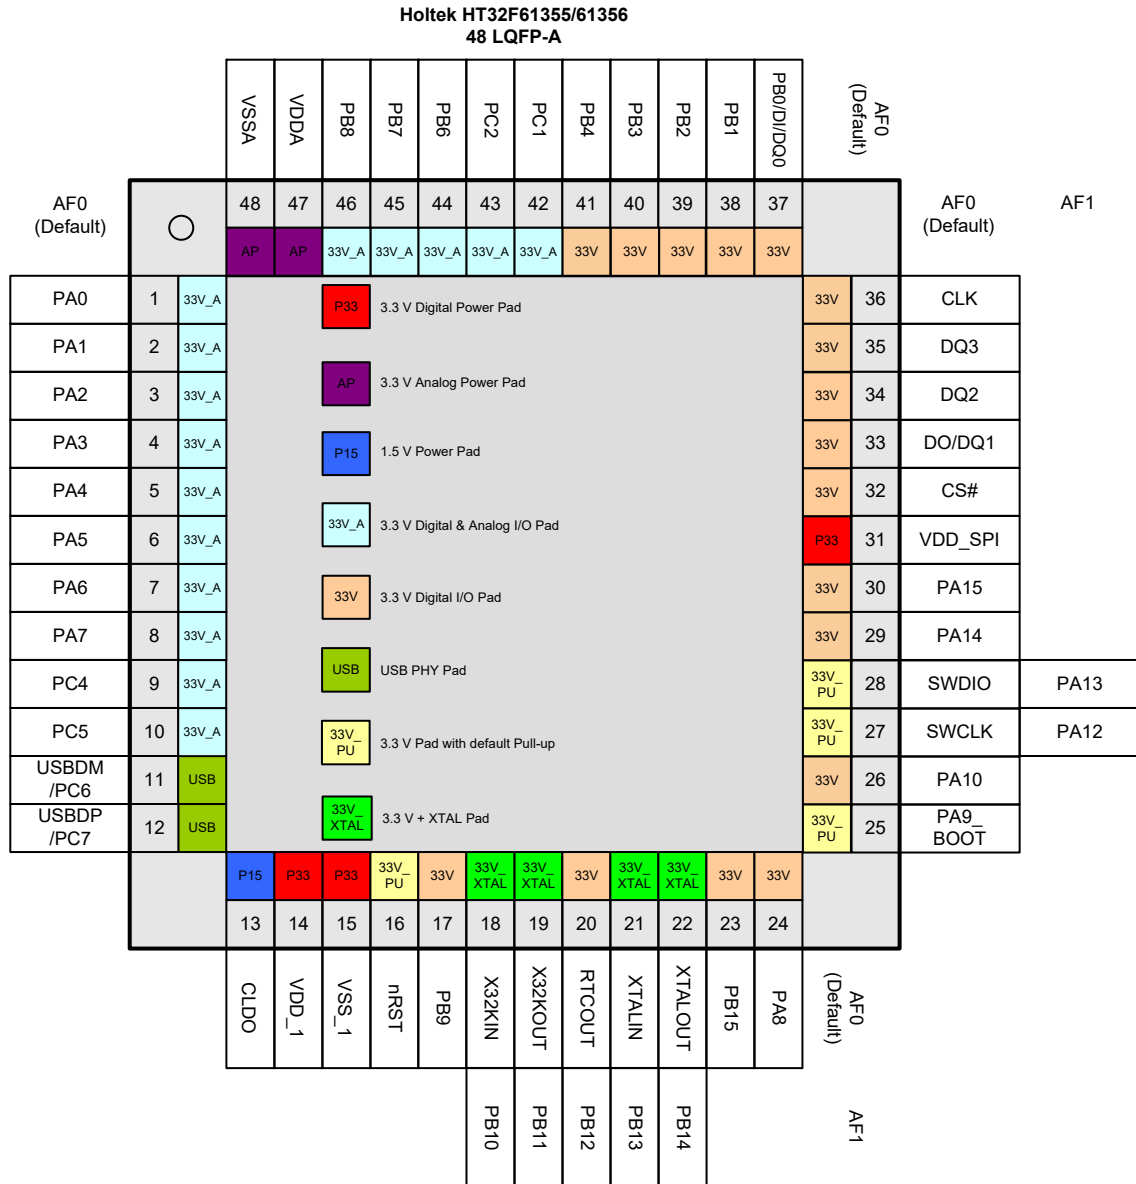 Holtek HT32F61355/61356
48 LQFP-A
VSSA VDDA PB8 PB7 PB6 PC2 PC1 PB4 PB3 PB2 PB1 PB0/DI/DQ0
AF0
(Default)
AF0
(Default)
48 47 46 45 44 43 42 41 40 39 38 37
AP AP 33V_A 33V_A 33V_A 33V_A 33V_A 33V 33V 33V 33V 33V
AF0
(Default)
AF1
PA0 1 33V_A
P33 3.3 V Digital Power Pad
33V 36 CLK
PA1 2 33V_A
33V 35 DQ3
PA2 3 33V_A
AP 3.3 V Analog Power Pad
33V 34 DQ2
PA3 4 33V_A
P15 1.5 V Power Pad
33V 33 DO/DQ1
PA4 5 33V_A
33V 32 CS#
PA5 6 33V_A
33V_A 3.3 V Digital & Analog I/O Pad
P33 31 VDD_SPI
PA6 7 33V_A
33V 3.3 V Digital I/O Pad
33V 30 PA15
PA7 8 33V_A
33V 29 PA14
PC4 9 33V_A
USB USB PHY Pad
33V_
PU
28 SWDIO PA13
PC5 10 33V_A
33V_
PU
3.3 V Pad with default Pull-up
33V_
PU
27 SWCLK PA12
USBDM
/PC6
11 USB
33V 26 PA10
USBDP
/PC7
12 USB
33V_
XTAL
3.3 V + XTAL Pad
33V_
PU
25
PA9_
BOOT
P15 P33 P33 33V_
PU
33V 33V_
XTAL
33V_
XTAL
33V 33V_
XTAL
33V_
XTAL
33V 33V
13 14 15 16 17 18 19 20 21 22 23 24
CLDO VDD_1 VSS_1 nRST PB9 X32KIN X32KOUT RTCOUT XTALIN XTALOUT PB15 PA8
AF0
(Default)
PB10 PB11 PB12 PB13 PB14
AF1